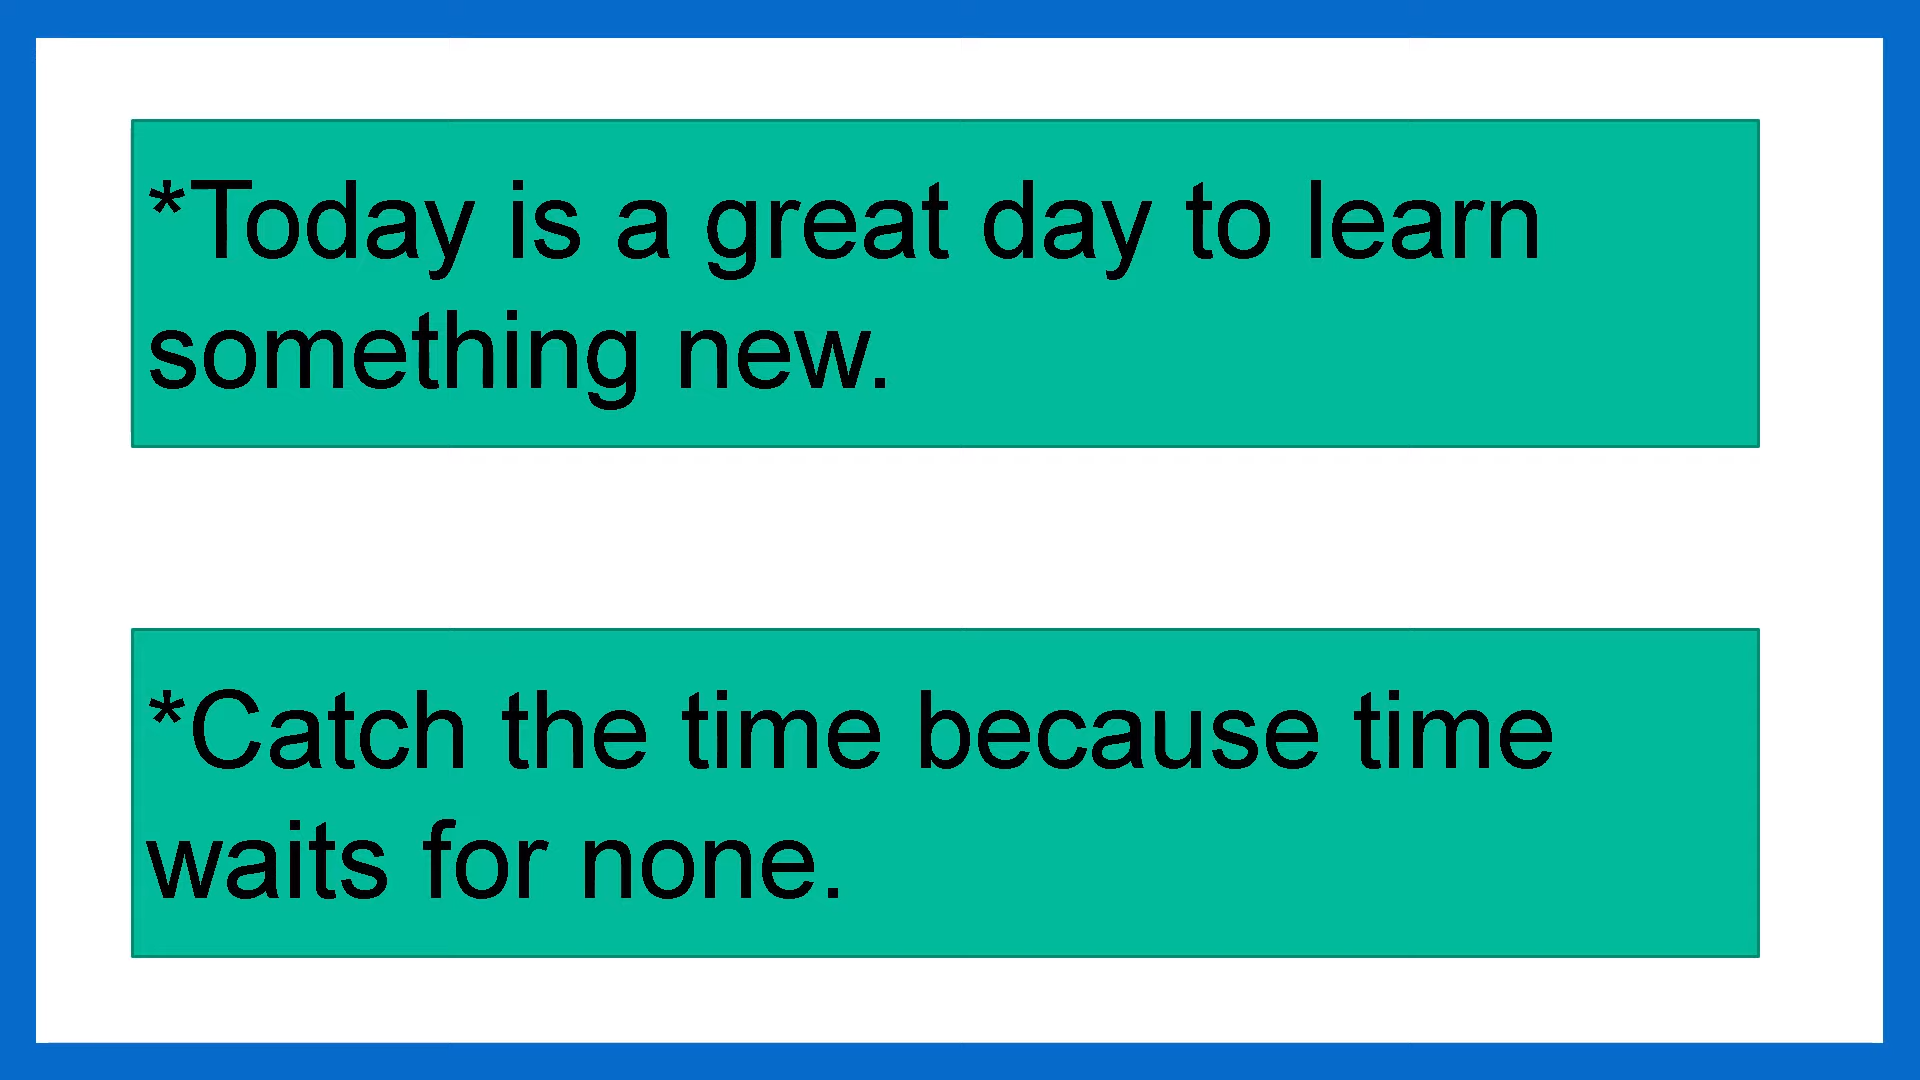 *Today is a great day to learn
something new.
*Catch the time because time
waits for none.